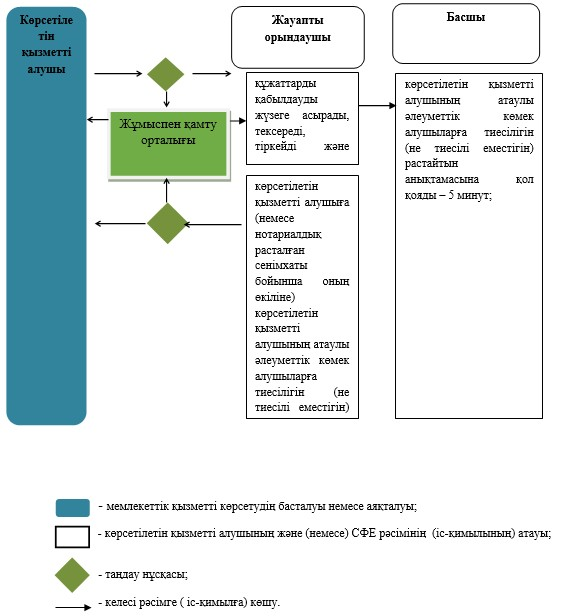 Көрсетіле
тін
қызметті
алушы
Жауапты
орындаушы
Басшы
Жұмыспен қамту
орталығы
құжаттарды
қабылдауды
жүзеге асырады,
тексереді,
тіркейді және
көрсетілетін қызметті
алушының атаулы
әлеуметтік көмек
алушыларға тиесілігін
(не тиесілі еместігін)
растайтын
анықтамасына қол
қояды – 5 минут;
көрсетілетін
қызметті алушыға
(немесе
нотариалдық
расталған
сенімхаты
бойынша оның
өкіліне)
көрсетілетін
қызметті
алушының атаулы
әлеуметтік көмек
алушыларға
тиесілігін (не
тиесілі еместігін)
- мемлекеттік қызметті көрсетудің басталуы немесе аяқталуы;
- көрсетілетін қызметті алушының және (немесе) СФЕ рәсімінің (іс-қимылының) атауы;
- таңдау нұсқасы;
- келесі рәсімге ( іс-қимылға) көшу.